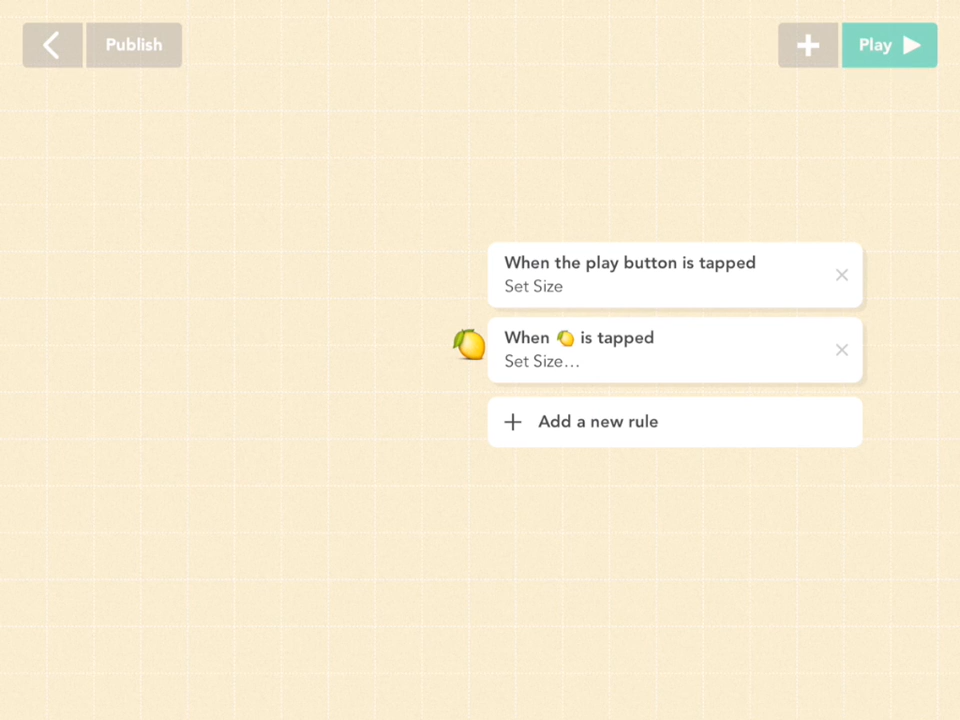 Publish
Play
When the play button is tapped
Set Size
When 🍋 is tapped
Set Size…
Add a new rule